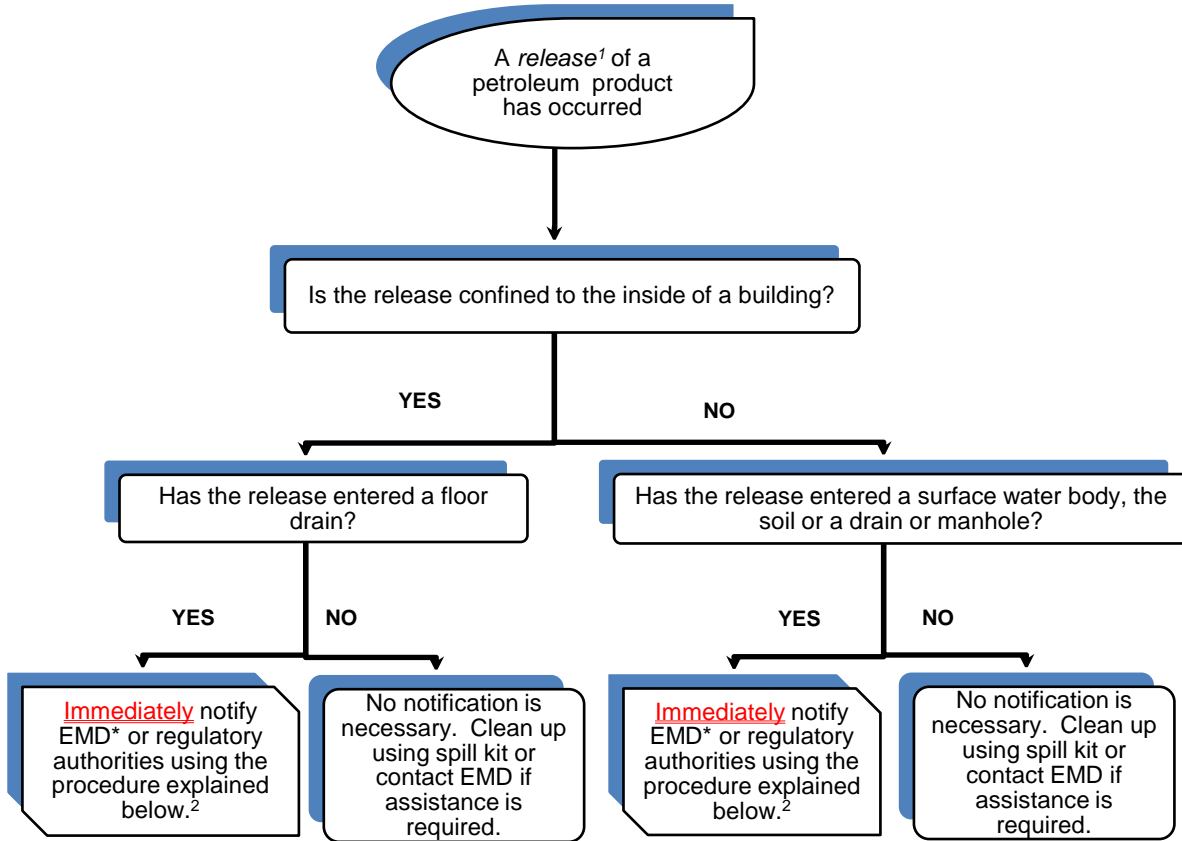 A release¹ of a
petroleum product
has occurred
Is the release confined to the inside of a building?
YES
NO
Has the release entered a floor
drain?
Has the release entered a surface water body, the
soil or a drain or manhole?
YES
NO
YES
NO
Immediately notify
EMD* or regulatory
authorities using the
procedure explained
below.²
No notification is
necessary. Clean up
using spill kit or
contact EMD if
assistance is
required.
Immediately notify
EMD* or regulatory
authorities using the
procedure explained
below.²
No notification is
necessary. Clean up
using spill kit or
contact EMD if
assistance is
required.